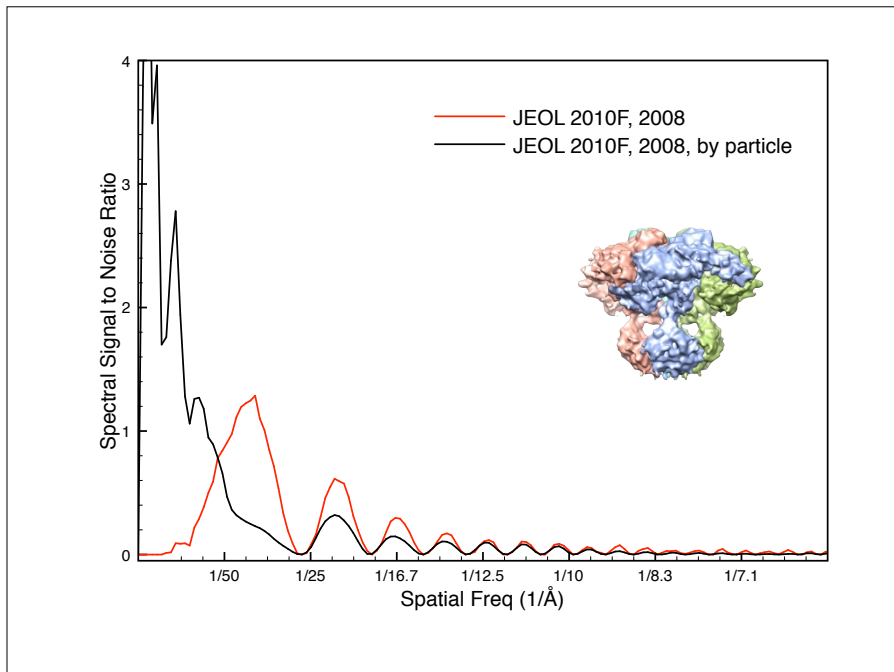 4
3
2
1
0
Spectral Signal to Noise Ratio
JEOL 2010F, 2008
JEOL 2010F, 2008, by particle
1/50 1/25 1/16.7 1/12.5 1/10 1/8.3 1/7.1
Spatial Freq (1/Å)